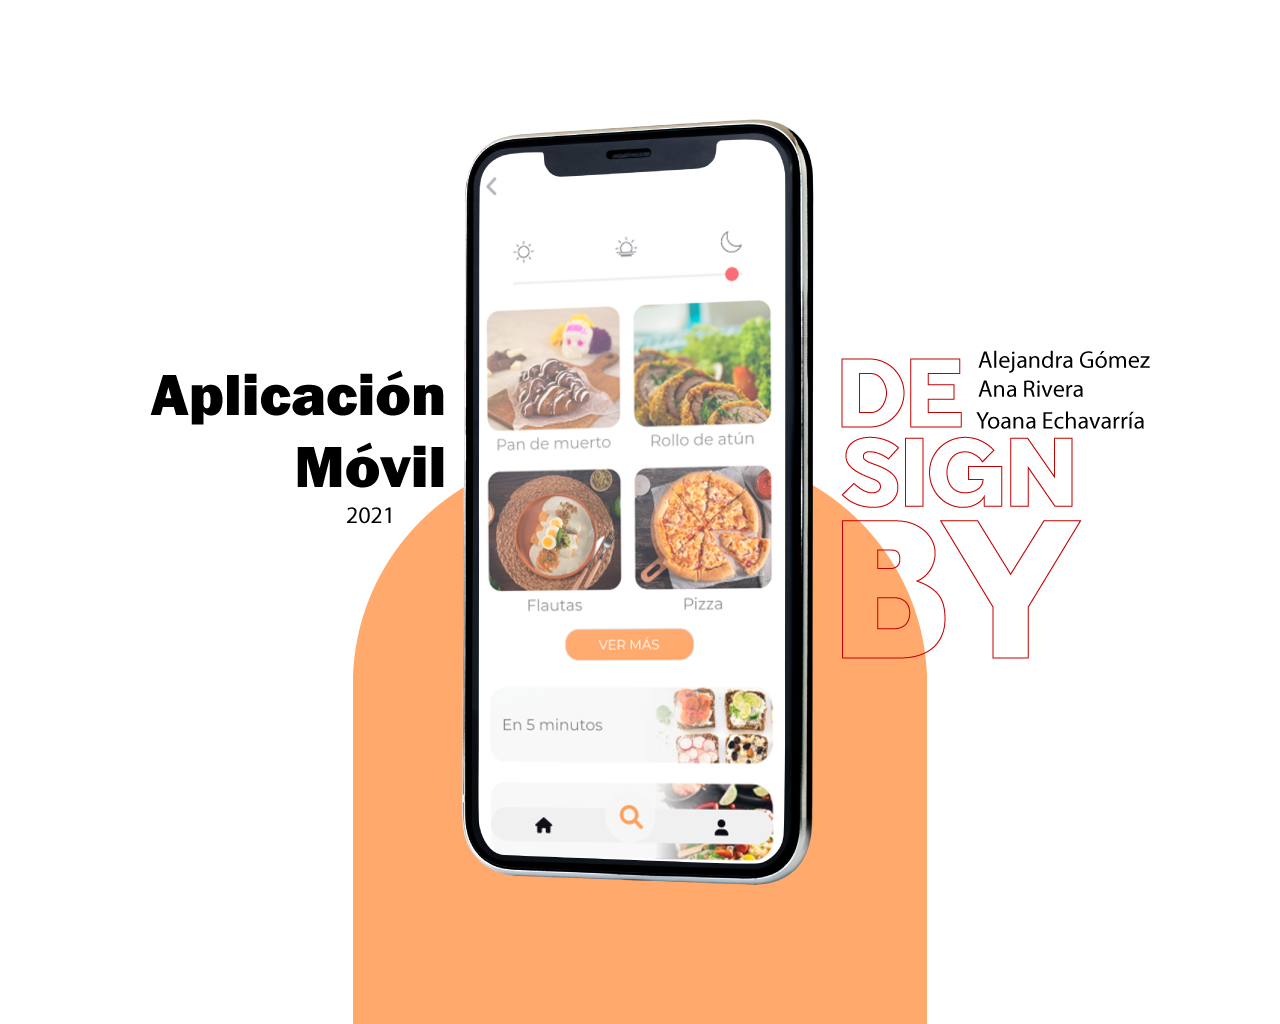 Aplicación
Móvil
2021
Pan de muerto
Rollo de atún
Flautas
Pizza
VER MÁS
En 5 minutos
DE
SIGN
BY
Alejandra Gómez
Ana Rivera
Yoana Echavarría